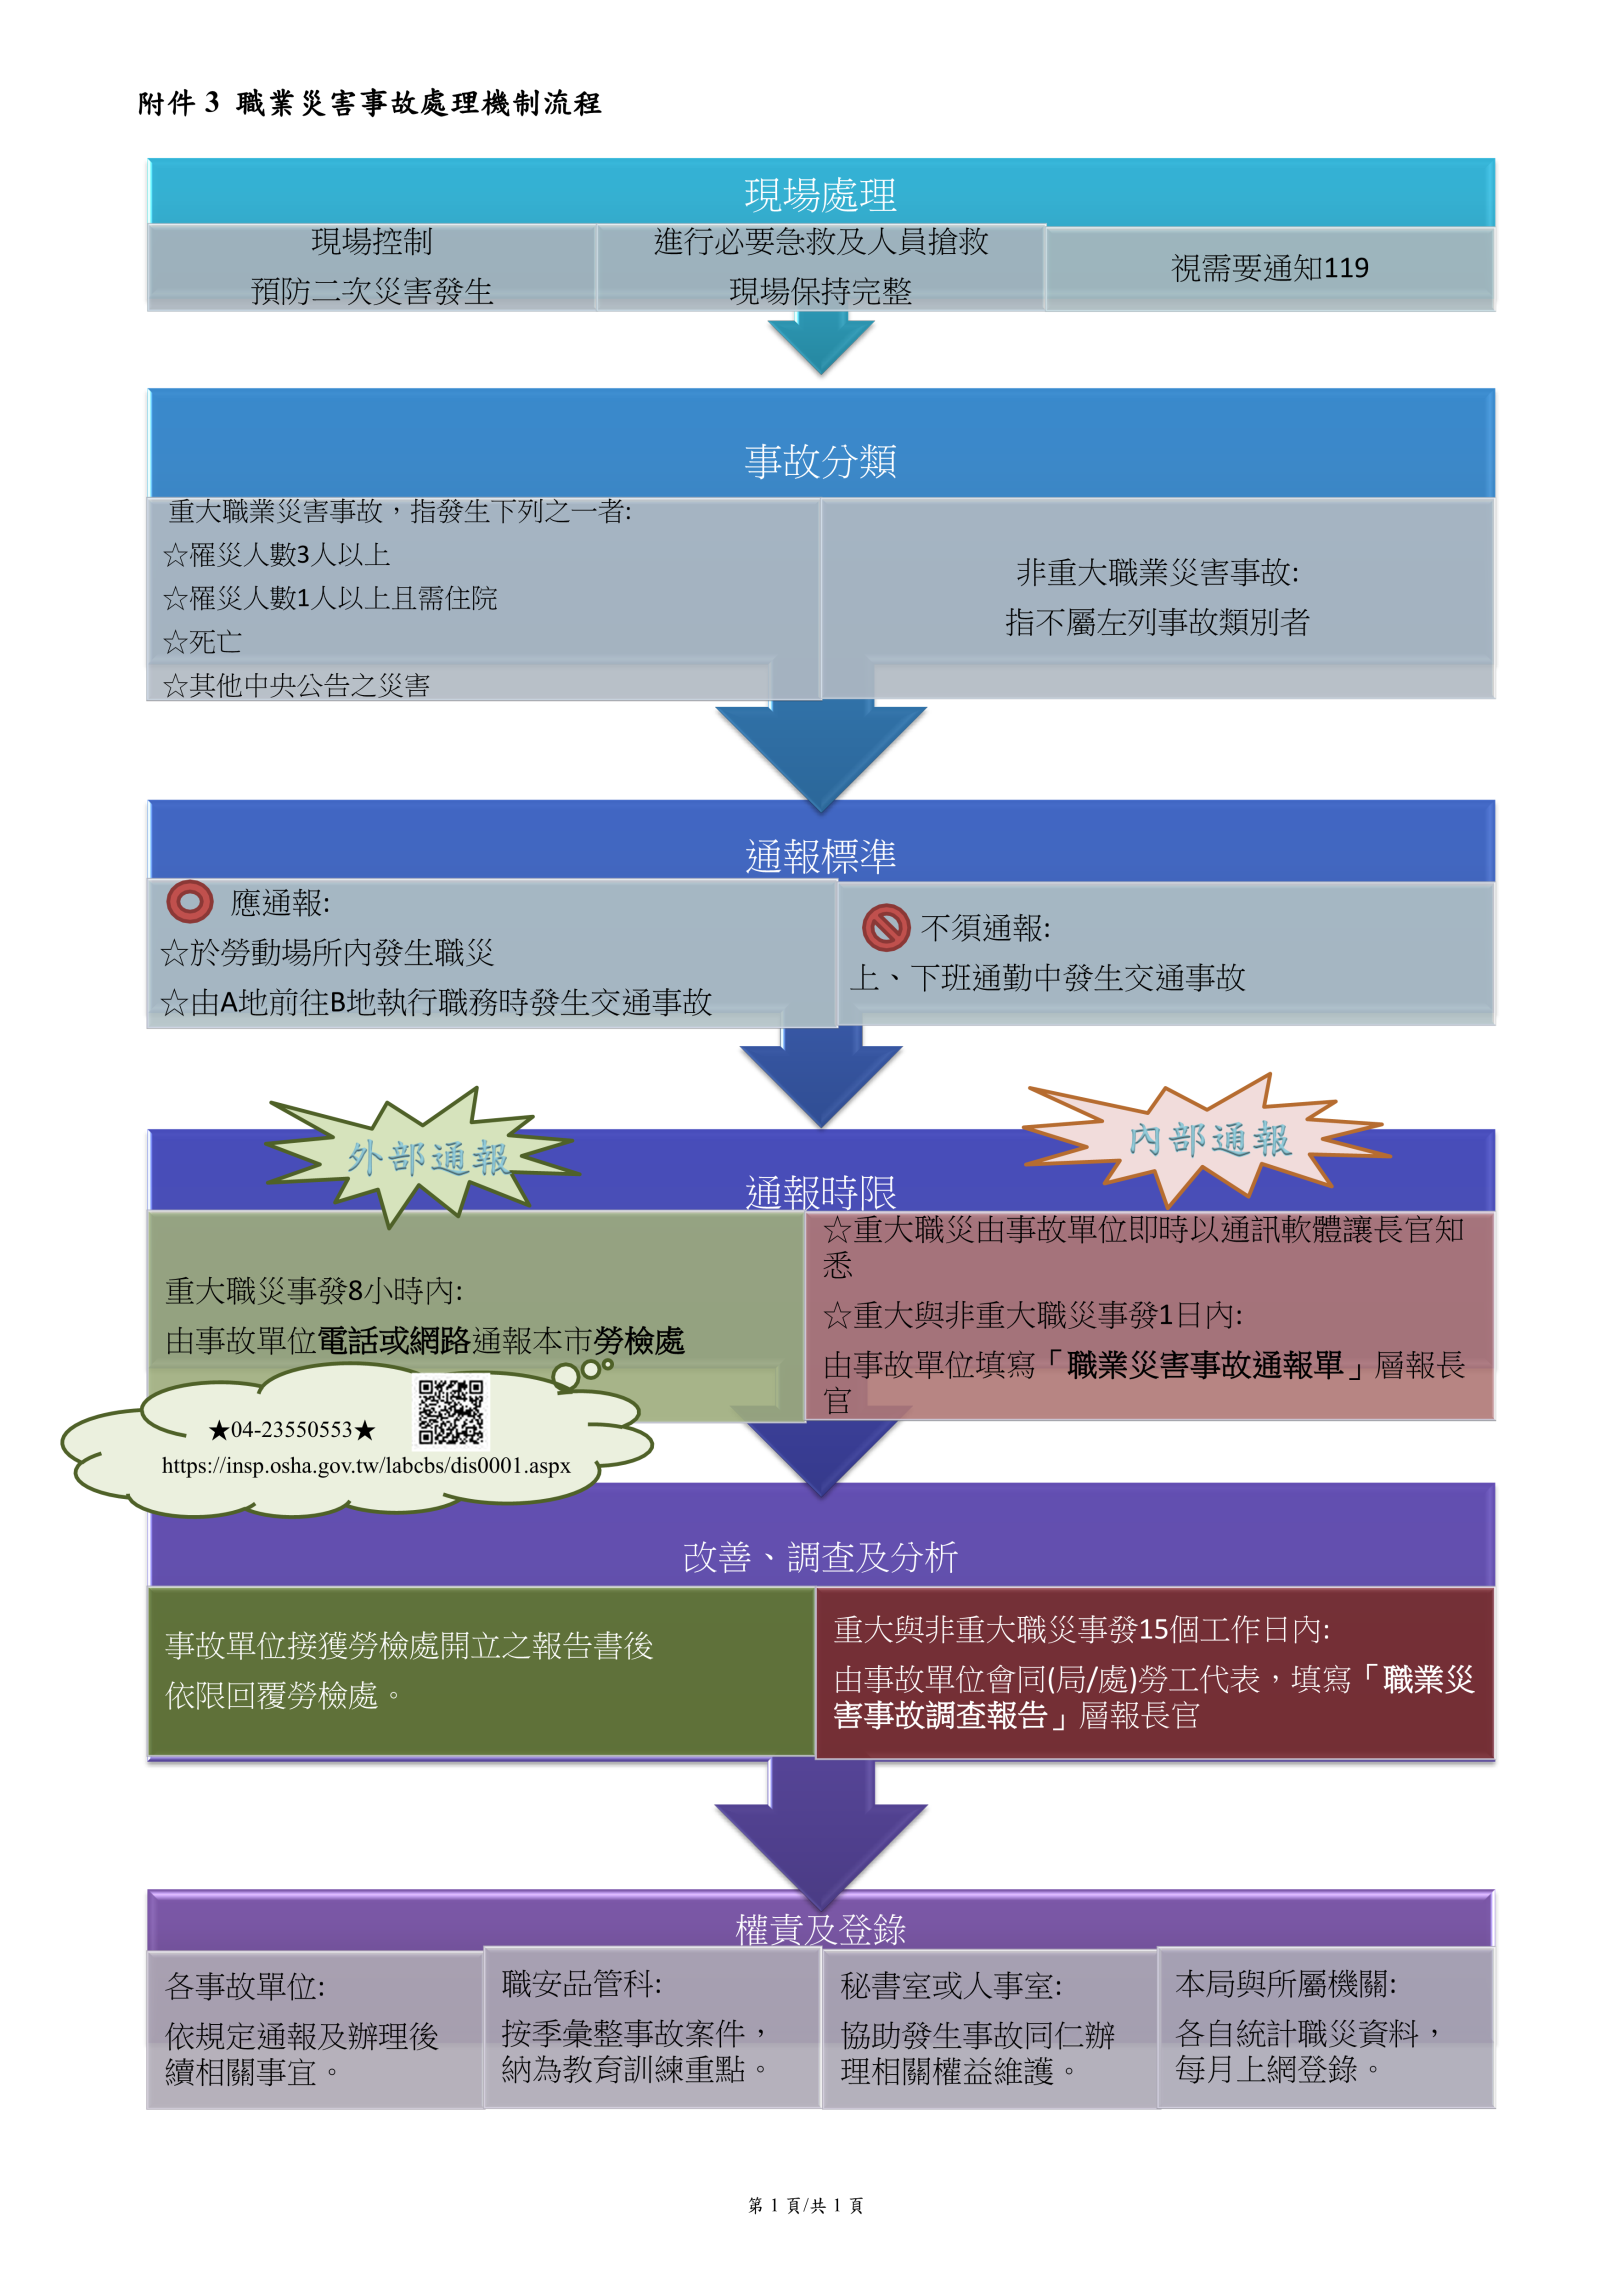 附件 3 職業災害事故處理機制流程
現場處理
現場控制
預防二次災害發生
進行必要急救及人員搶救
現場保持完整
視需要通知119
事故分類
重大職業災害事故，指發生下列之一者:
☆罹災人數3人以上
☆罹災人數1人以上且需住院
☆死亡
☆其他中央公告之災害
非重大職業災害事故:
指不屬左列事故類別者
通報標準
應通報:
☆於勞動場所內發生職災
☆由A地前往B地執行職務時發生交通事故
不須通報:
上、下班通勤中發生交通事故
外部通報
內部通報
通報時限
重大職災事發8小時內:
由事故單位電話或網路通報本市勞檢處
★04-23550553★
https://insp.osha.gov.tw/labcbs/dis0001.aspx
☆重大職災由事故單位即時以通訊軟體讓長官知
悉
☆重大與非重大職災事發1日內:
由事故單位填寫「職業災害事故通報單」層報長
官
改善、調查及分析
事故單位接獲勞檢處開立之報告書後
依限回覆勞檢處。
重大與非重大職災事發15個工作日內:
由事故單位會同(局/處)勞工代表，填寫「職業災
害事故調查報告」層報長官
權責及登錄
各事故單位:
依規定通報及辦理後
續相關事宜。
職安品管科:
按季彙整事故案件，
納為教育訓練重點。
秘書室或人事室:
協助發生事故同仁辦
理相關權益維護。
本局與所屬機關:
各自統計職災資料，
每月上網登錄。
第 1 頁/共 1 頁